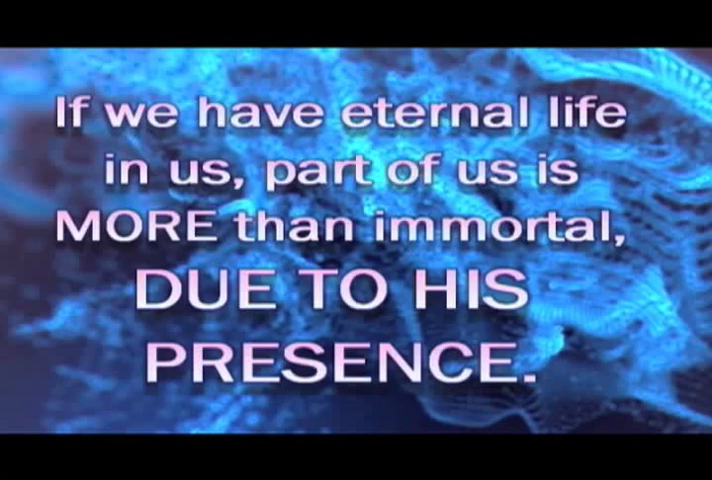 If we have eternal life
in us, part of us is
MORE than immortal,
DUE TO HIS
PRESENCE.